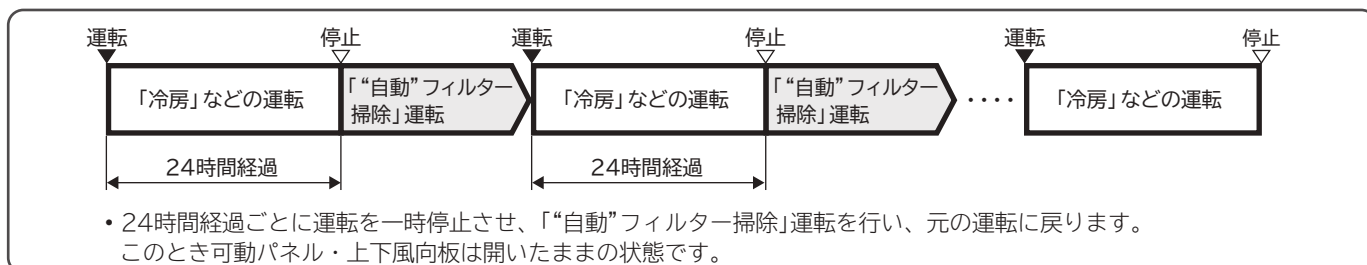 運転 停止 運転 停止 運転 停止
「冷房」などの運転 「“自動”フィルター掃除」運転 「冷房」などの運転 「“自動”フィルター掃除」運転 ‥‥ 「冷房」などの運転
24時間経過 24時間経過
• 24時間経過ごとに運転を一時停止させ、「“自動”フィルター掃除」運転を行い、元の運転に戻ります。
このとき可動パネル・上下風向板は開いたままの状態です。